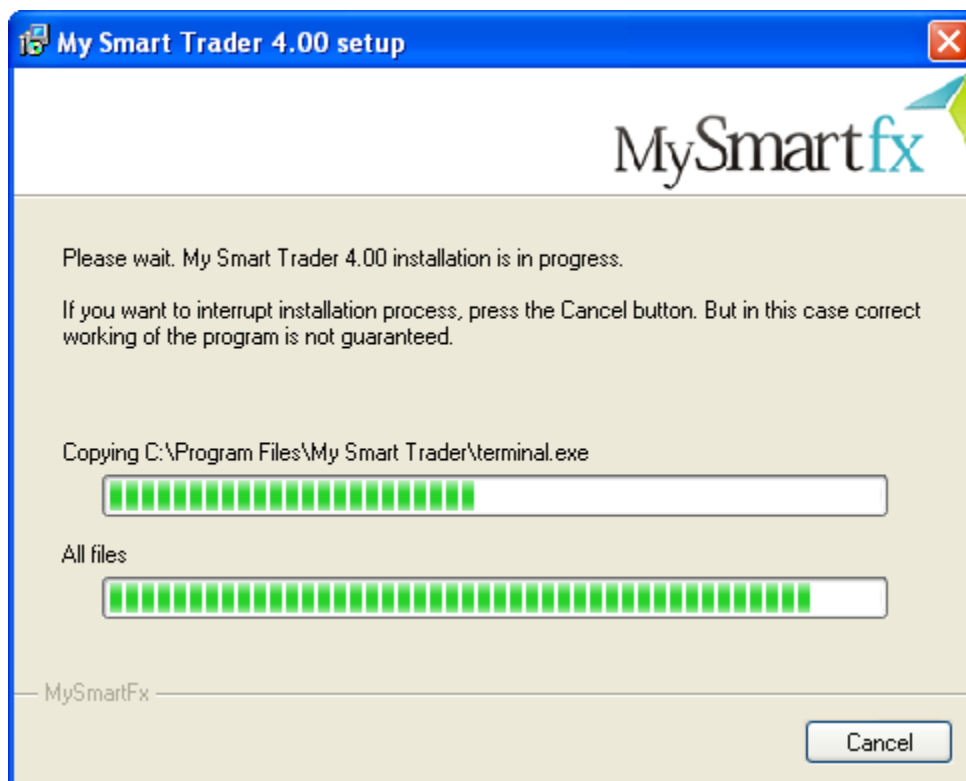 My Smart Trader 4.00 setup
MySmartfx
Please wait. My Smart Trader 4.00 installation is in progress.
If you want to interrupt installation process, press the Cancel button. But in this case correct
working of the program is not guaranteed.
Copying C:\Program Files\My Smart Trader\terminal.exe
All files
MySmartFx
Cancel